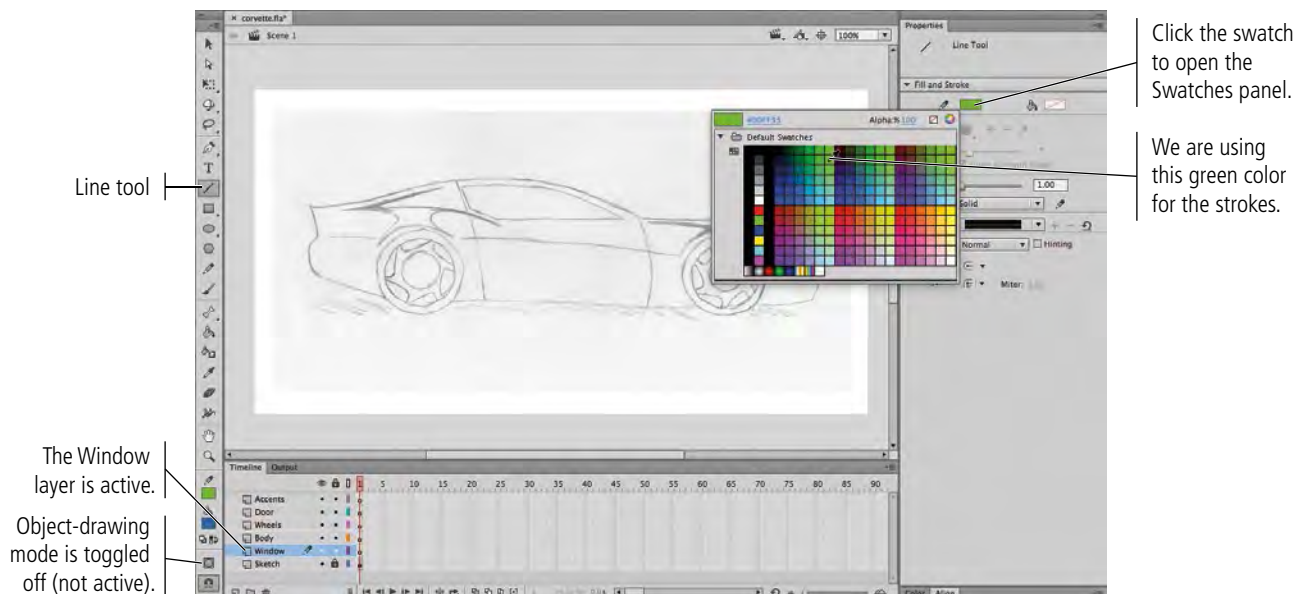 × corvette.fla*
Scene 1
100%
Properties
Line Tool
Fill and Stroke
Alpha:% 100
Default Swatches
1.00
Solid
Normal
Hinting
Miter:
Click the swatch
to open the
Swatches panel.
We are using
this green color
for the strokes.
Line tool
The Window
layer is active.
Object-drawing
mode is toggled
off (not active).
T
Timeline Output
1 5 10 15 20 25 30 35 40 45 50 55 60 65 70 75 80 85 90
Accents
Door
Wheels
Body
Window
Sketch
Color Align